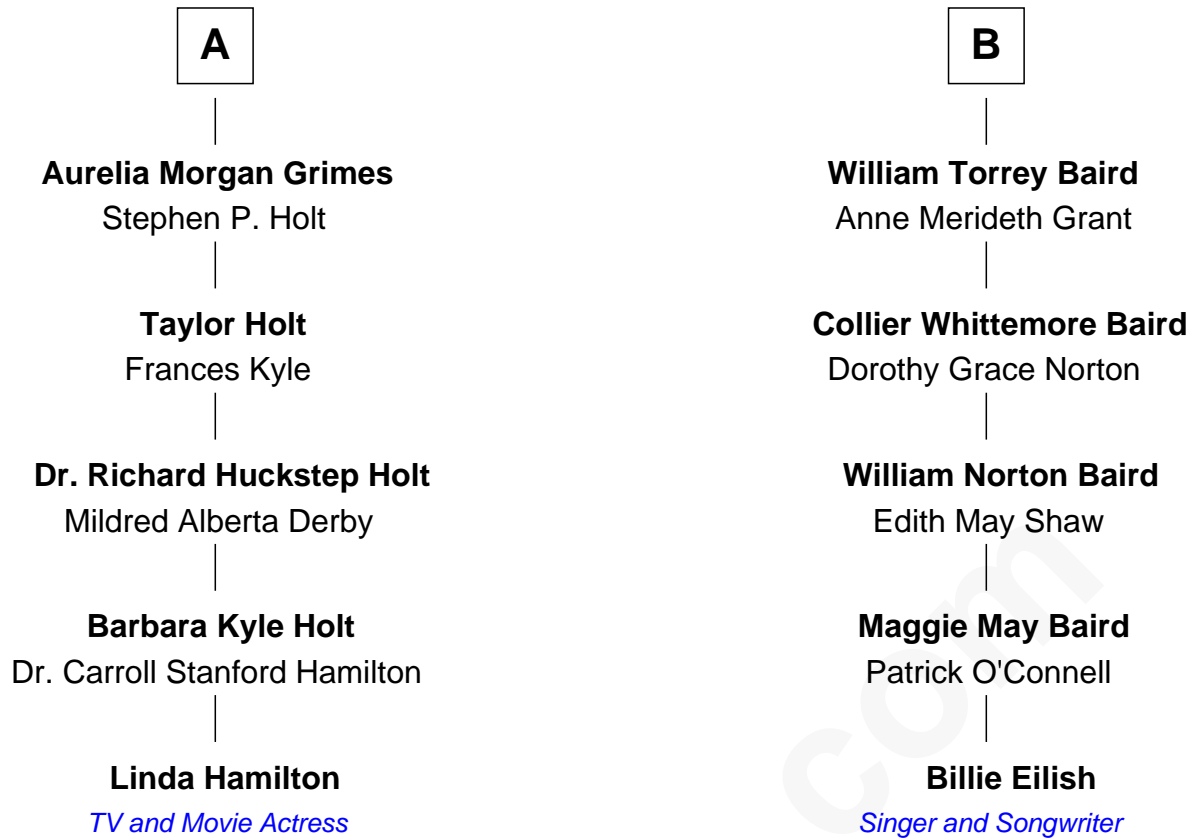 A
Aurelia Morgan Grimes
Stephen P. Holt
Taylor Holt
Frances Kyle
Dr. Richard Huckstep Holt
Mildred Alberta Derby
Barbara Kyle Holt
Dr. Carroll Stanford Hamilton
Linda Hamilton
TV and Movie Actress
B
William Torrey Baird
Anne Merideth Grant
Collier Whittemore Baird
Dorothy Grace Norton
William Norton Baird
Edith May Shaw
Maggie May Baird
Patrick O'Connell
Billie Eilish
Singer and Songwriter
com